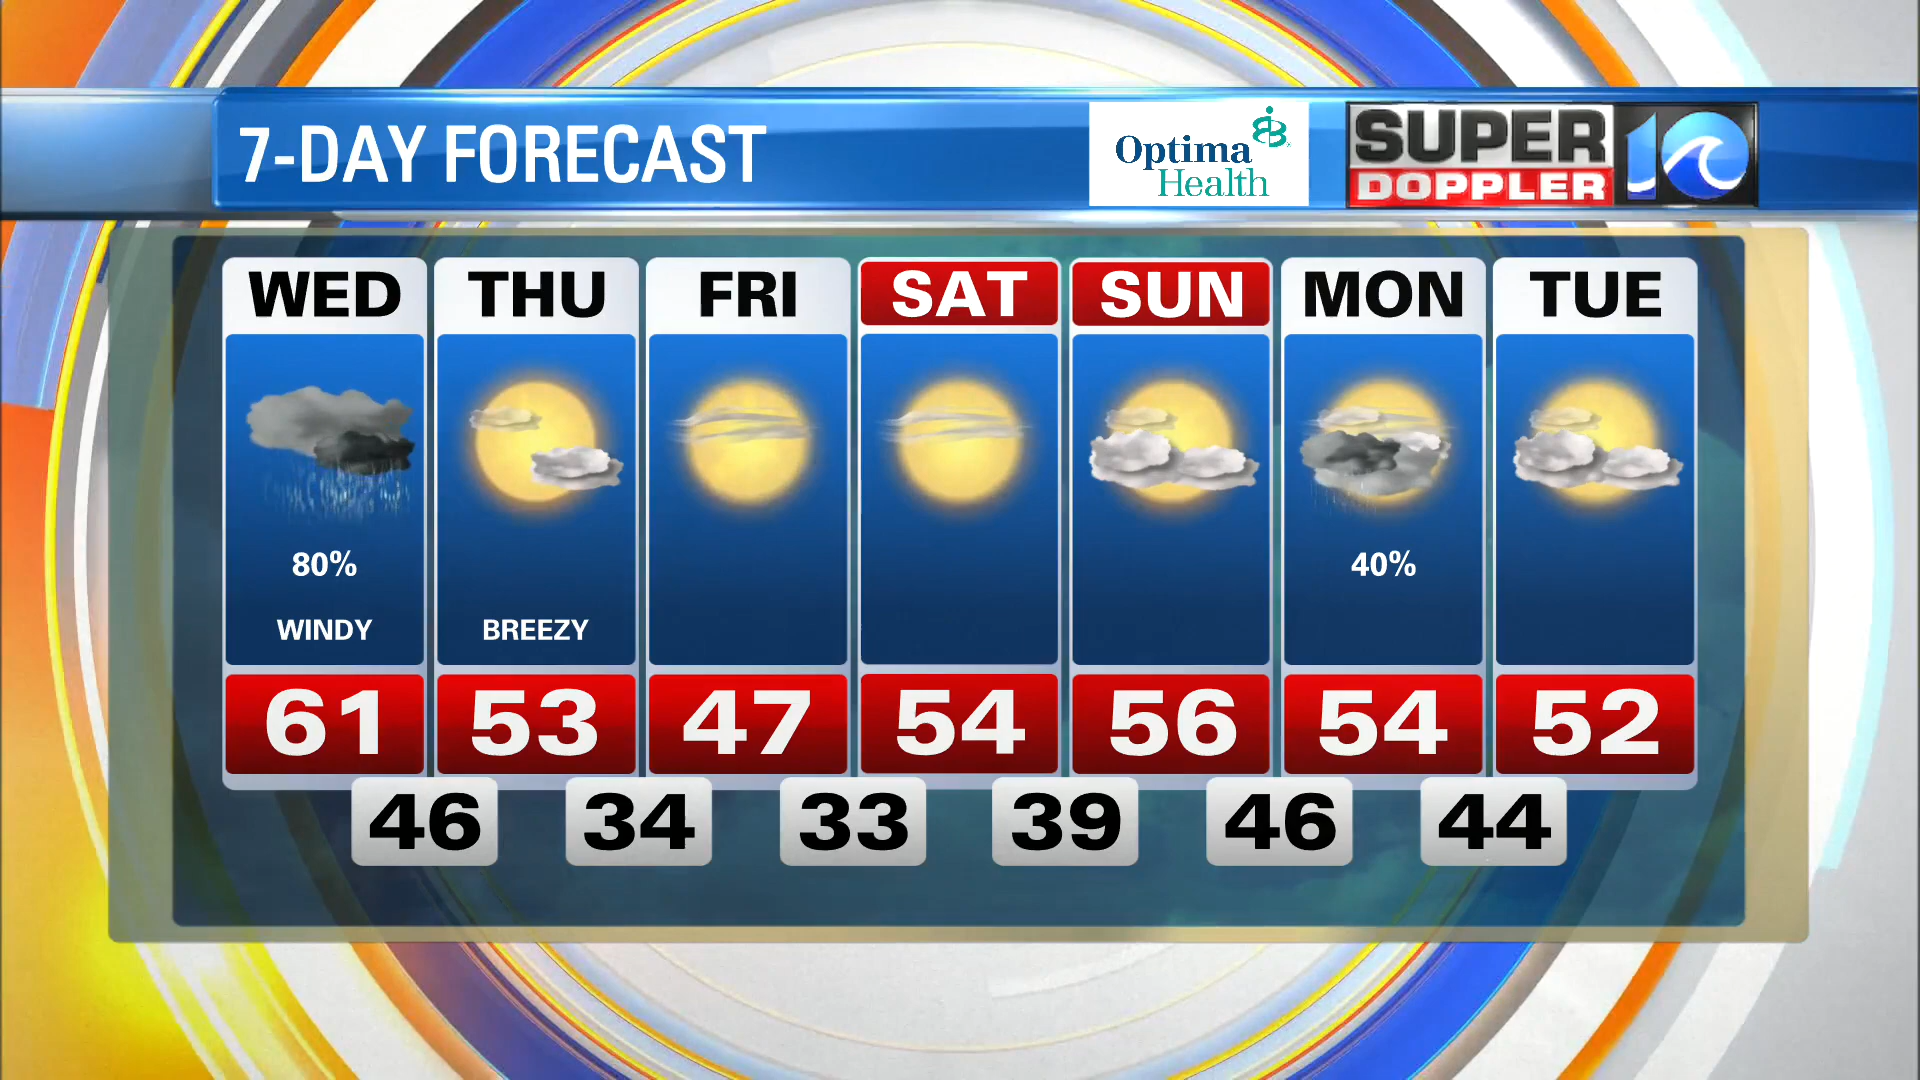 7-DAY FORECAST
Optima
Health
SUPER
DOPPLER
10
WED THU FRI SAT SUN MON TUE
80% 40%
WINDY BREEZY
61 53 47 54 56 54 52
46 34 33 39 46 44